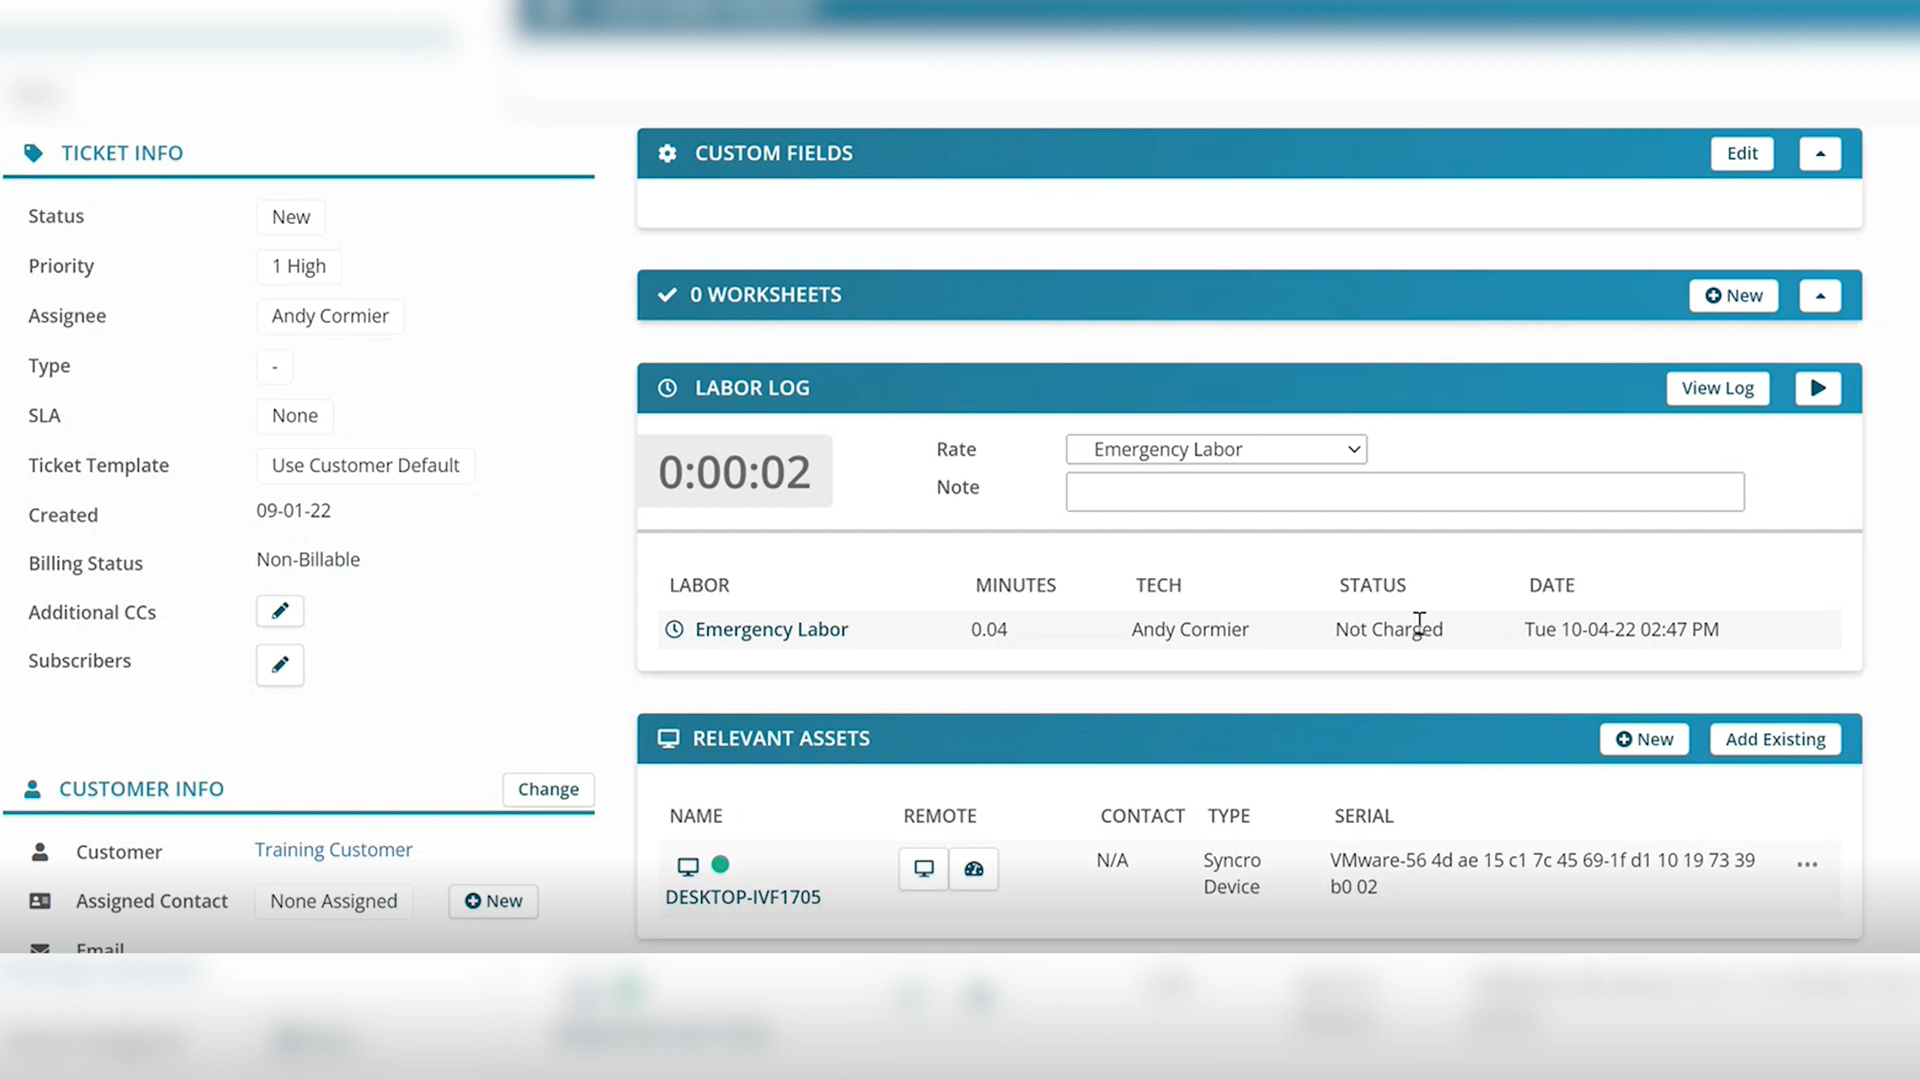 TICKET INFO
Status New
Priority 1 High
Assignee Andy Cormier
Type -
SLA None
Ticket Template Use Customer Default
Created 09-01-22
Billing Status Non-Billable
Additional CCs
Subscribers
CUSTOMER INFO Change
Customer Training Customer
Assigned Contact None Assigned New
Email
CUSTOM FIELDS Edit
0 WORKSHEETS New
LABOR LOG View Log
0:00:02
Rate Emergency Labor
Note
LABOR MINUTES TECH STATUS DATE
Emergency Labor 0.04 Andy Cormier Not Charged Tue 10-04-22 02:47 PM
RELEVANT ASSETS New Add Existing
NAME REMOTE CONTACT TYPE SERIAL
DESKTOP-IVF1705 N/A Syncro VMware-56 4d ae 15 c1 7c 45 69-1f d1 10 19 73 39
Device b0 02